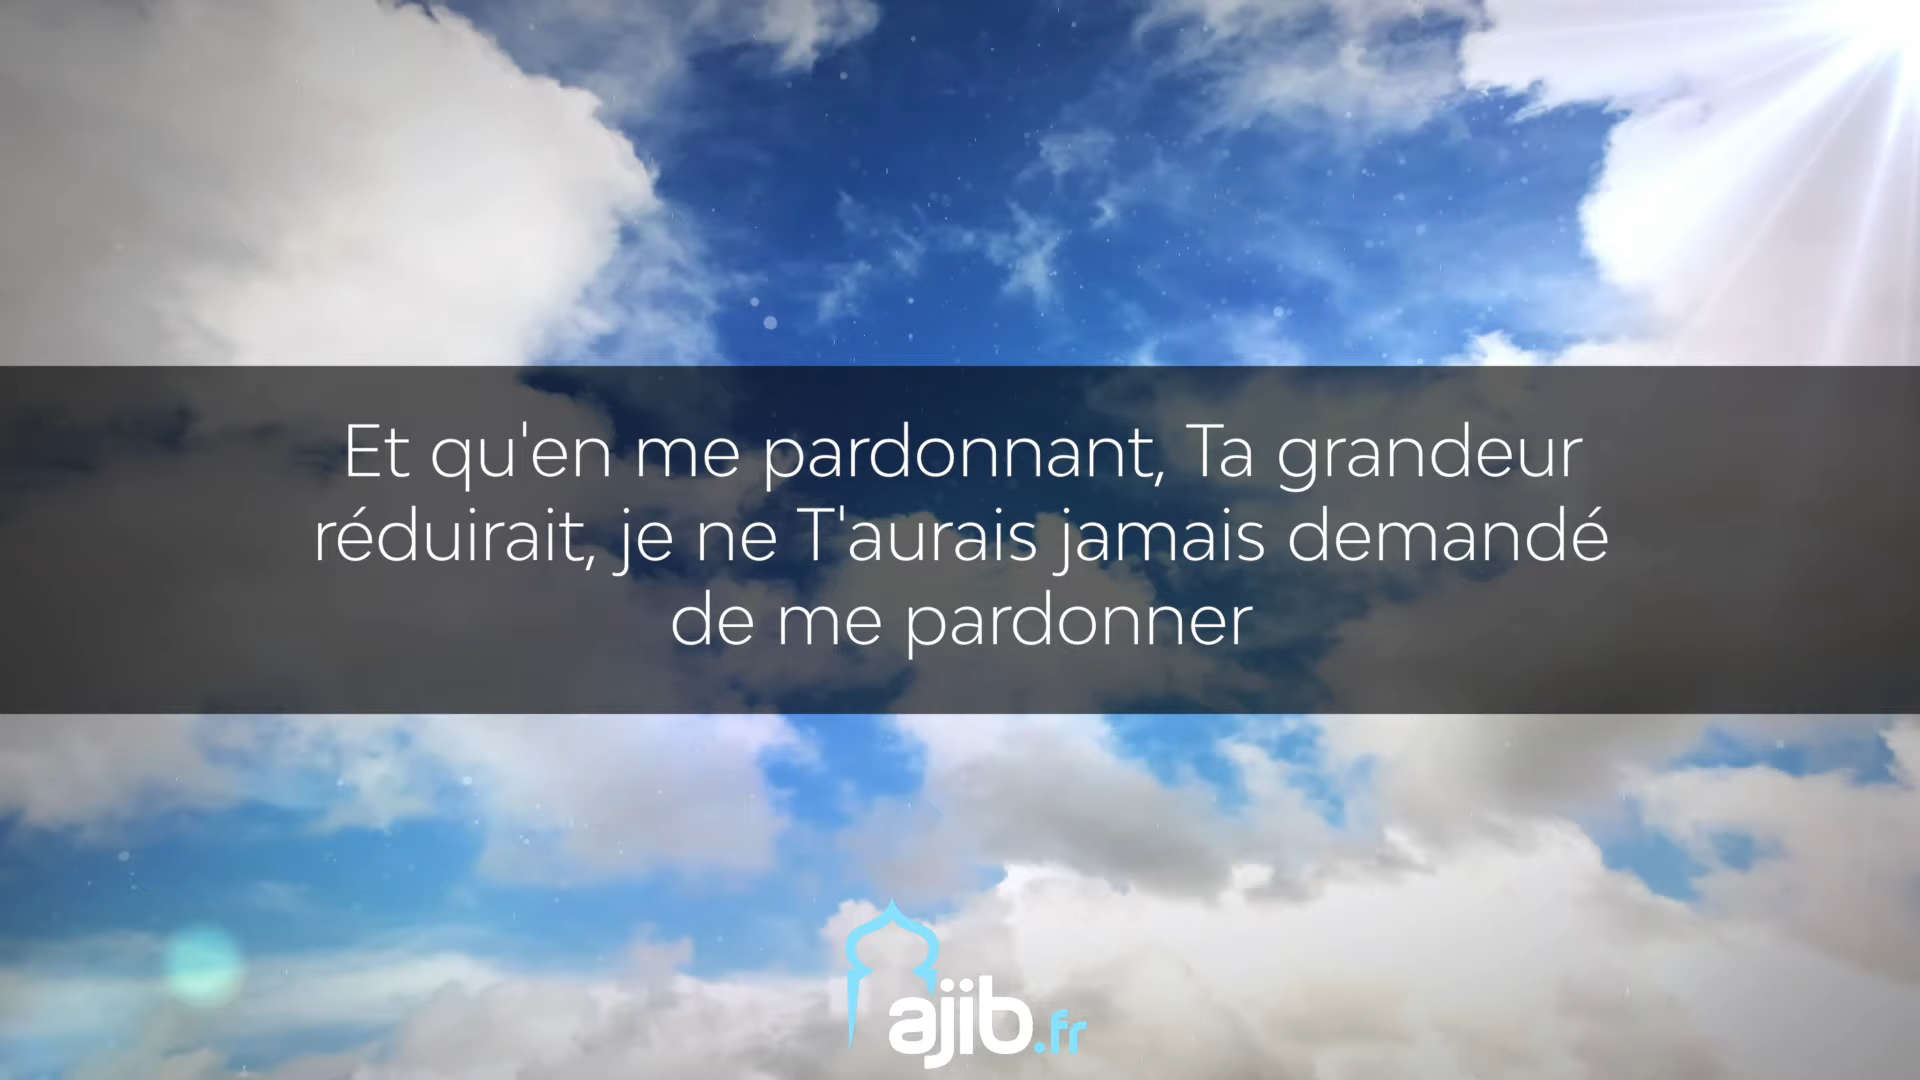 Et qu'en me pardonnant, Ta grandeur
réduirait, je ne T'aurais jamais demandé
de me pardonner
ajib.fr